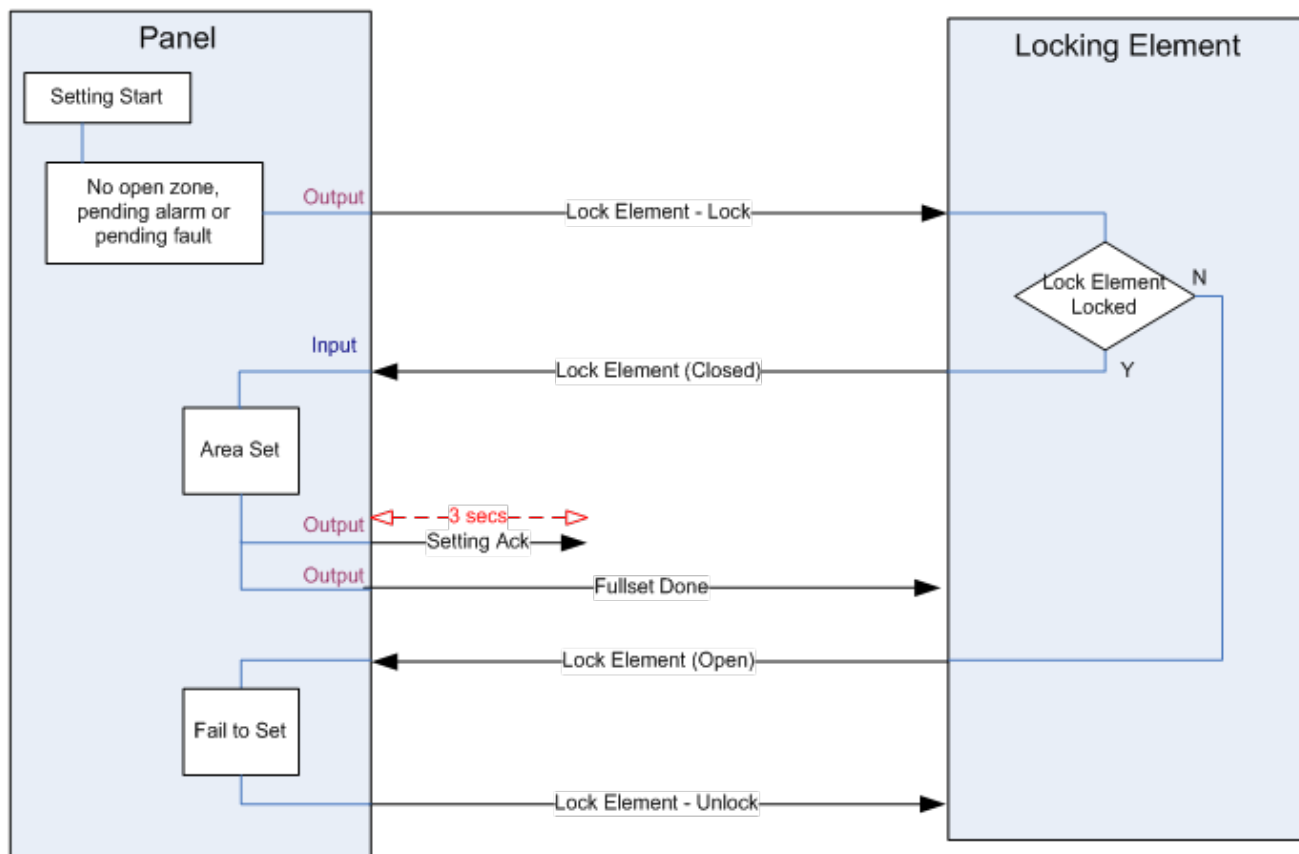 Panel
Locking Element
Setting Start
No open zone,
pending alarm or
pending fault
Output
Lock Element - Lock
Lock Element
Locked
N
Y
Input
Lock Element (Closed)
Area Set
3 secs
Output
Setting Ack
Output
Fullset Done
Lock Element (Open)
Fail to Set
Lock Element - Unlock